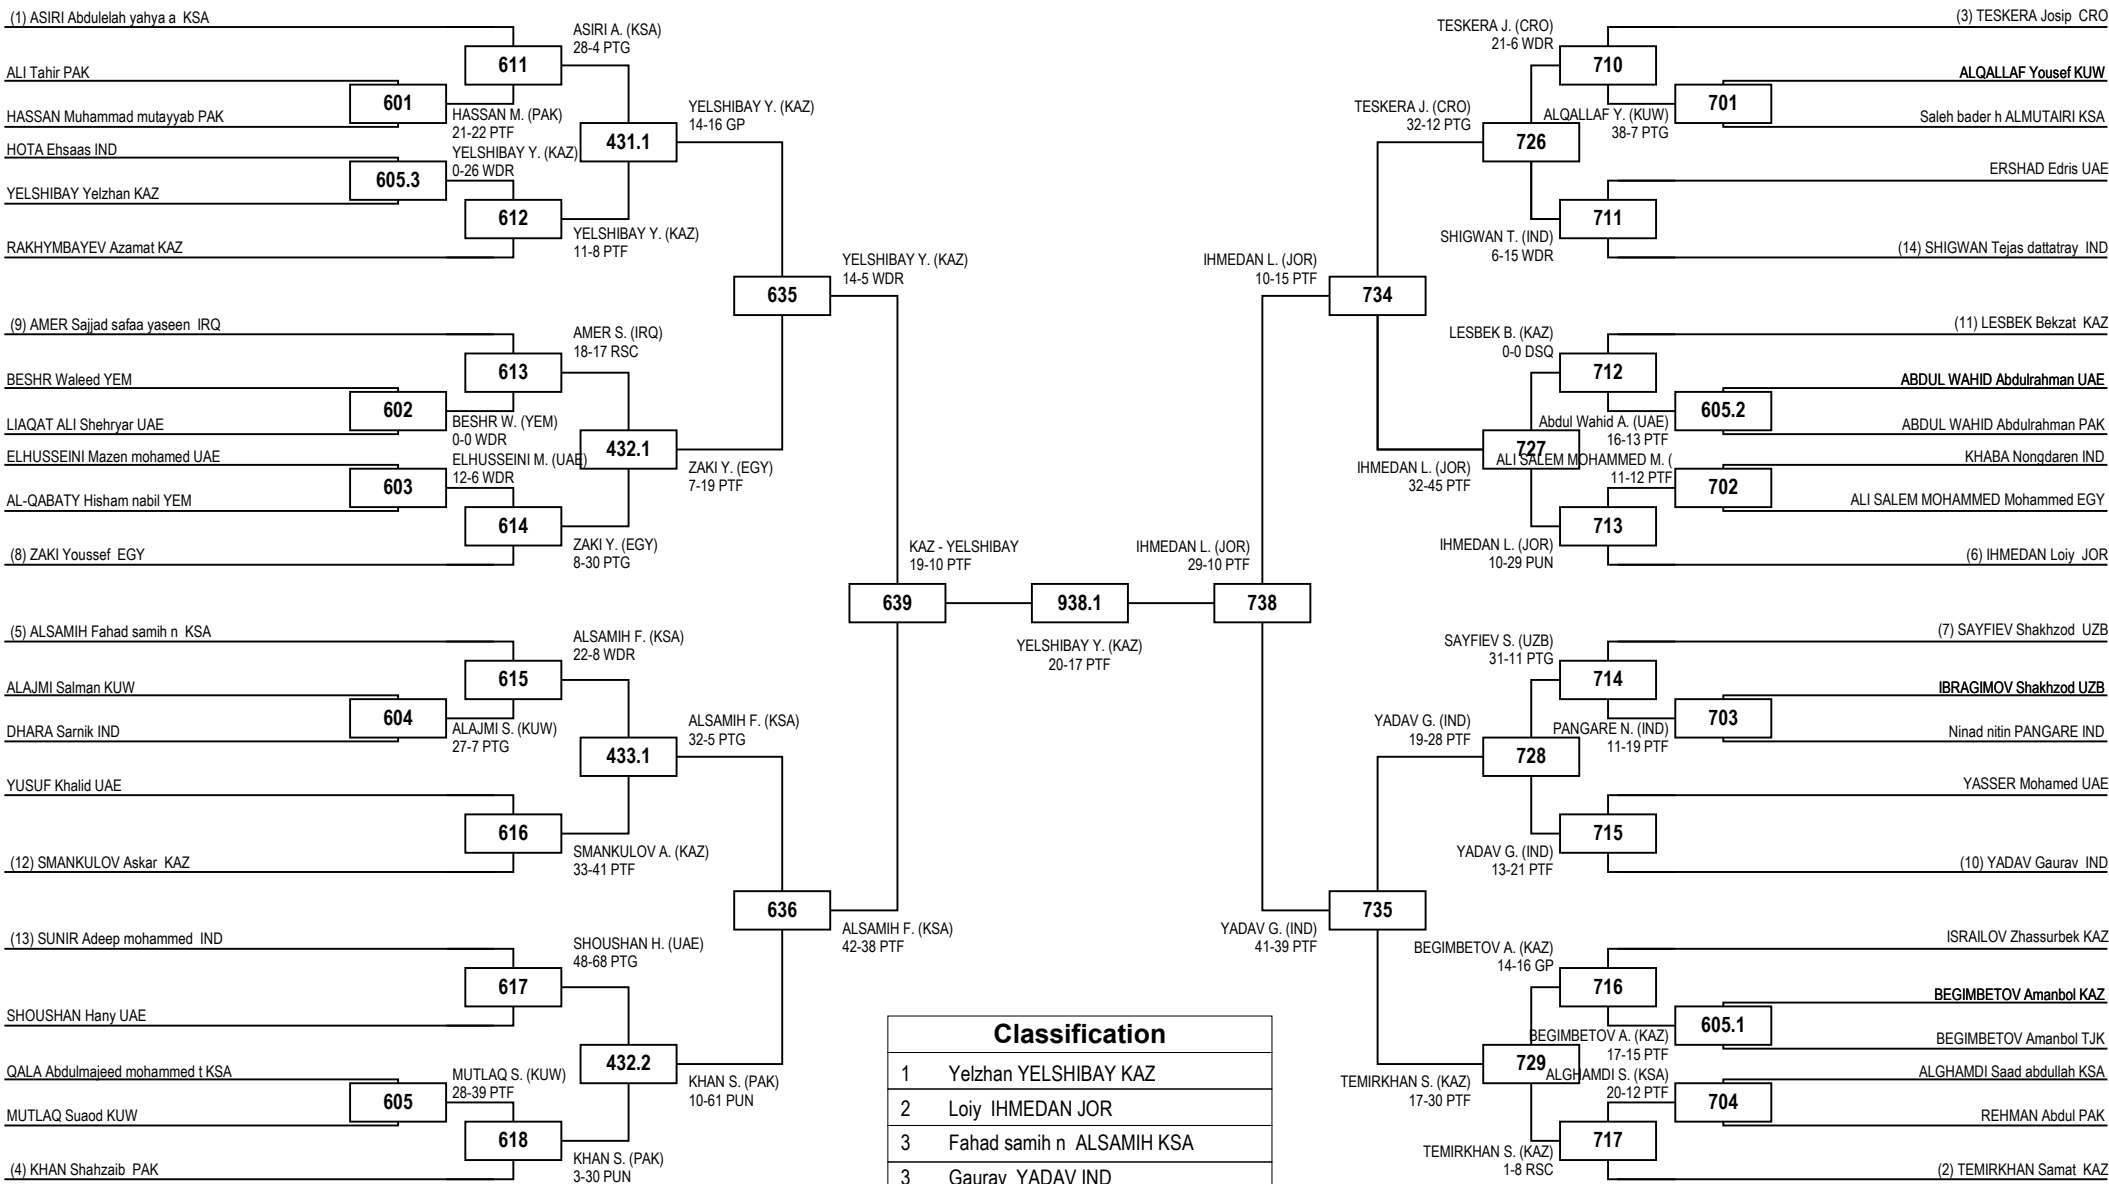 (1) ASIRI Abdulelah yahya a KSA
ALI Tahir PAK
HASSAN Muhammad mutayyab PAK
HOTA Ehsaas IND
YELSHIBAY Yelzhan KAZ
RAKHYMBAYEV Azamat KAZ
(9) AMER Sajjad safaa yaseen IRQ
BESHR Waleed YEM
LIAQAT ALI Shehryar UAE
ELHUSSEINI Mazen mohamed UAE
AL-QABATY Hisham nabil YEM
(8) ZAKI Youssef EGY
(5) ALSAMIH Fahad samih n KSA
ALAJMI Salman KUW
DHARA Sarnik IND
YUSUF Khalid UAE
(12) SMANKULOV Askar KAZ
(13) SUNIR Adeep mohammed IND
SHOUSHAN Hany UAE
QALA Abdulmajeed mohammed t KSA
MUTLAQ Suaod KUW
(4) KHAN Shahzaib PAK
601
605.3
602
603
604
605
HASSAN M. (PAK)
21-22 PTF
YELSHIBAY Y. (KAZ)
0-26 WDR
BESHR W. (YEM)
0-0 WDR
ELHUSSEINI M. (UAE)
12-6 WDR
ALAJMI S. (KUW)
27-7 PTG
MUTLAQ S. (KUW)
28-39 PTF
611
612
613
614
615
616
617
618
ASIRI A. (KSA)
28-4 PTG
YELSHIBAY Y. (KAZ)
11-8 PTF
AMER S. (IRQ)
18-17 RSC
ZAKI Y. (EGY)
8-30 PTG
ALSAMIH F. (KSA)
22-8 WDR
SMANKULOV A. (KAZ)
33-41 PTF
SHOUSHAN H. (UAE)
48-68 PTG
KHAN S. (PAK)
3-30 PUN
431.1
432.1
433.1
432.2
YELSHIBAY Y. (KAZ)
14-16 GP
ZAKI Y. (EGY)
7-19 PTF
ALSAMIH F. (KSA)
32-5 PTG
KHAN S. (PAK)
10-61 PUN
635
636
YELSHIBAY Y. (KAZ)
14-5 WDR
ALSAMIH F. (KSA)
42-38 PTF
639
KAZ - YELSHIBAY
19-10 PTF
938.1
YELSHIBAY Y. (KAZ)
20-17 PTF
IHMEDAN L. (JOR)
29-10 PTF
738
IHMEDAN L. (JOR)
10-15 PTF
YADAV G. (IND)
41-39 PTF
734
735
TESKERA J. (CRO)
32-12 PTG
IHMEDAN L. (JOR)
32-45 PTF
YADAV G. (IND)
19-28 PTF
TEMIRKHAN S. (KAZ)
17-30 PTF
726
727
728
729
TESKERA J. (CRO)
21-6 WDR
SHIGWAN T. (IND)
6-15 WDR
LESBEK B. (KAZ)
0-0 DSQ
IHMEDAN L. (JOR)
10-29 PUN
SAYFIEV S. (UZB)
31-11 PTG
YADAV G. (IND)
13-21 PTF
BEGIMBETOV A. (KAZ)
14-16 GP
TEMIRKHAN S. (KAZ)
1-8 RSC
710
711
712
713
714
715
716
717
ALQALLAF Y. (KUW)
38-7 PTG
Abdul Wahid A. (UAE)
16-13 PTF
ALI SALEM MOHAMMED M. (
11-12 PTF
PANGARE N. (IND)
11-19 PTF
BEGIMBETOV A. (KAZ)
17-15 PTF
ALGHAMDI S. (KSA)
20-12 PTF
701
605.2
702
703
605.1
704
(3) TESKERA Josip CRO
ALQALLAF Yousef KUW
Saleh bader h ALMUTAIRI KSA
ERSHAD Edris UAE
(14) SHIGWAN Tejas dattatray IND
(11) LESBEK Bekzat KAZ
ABDUL WAHID Abdulrahman UAE
ABDUL WAHID Abdulrahman PAK
KHABA Nongdaren IND
ALI SALEM MOHAMMED Mohammed EGY
(6) IHMEDAN Loiy JOR
(7) SAYFIEV Shakhzod UZB
IBRAGIMOV Shakhzod UZB
Ninad nitin PANGARE IND
YASSER Mohamed UAE
(10) YADAV Gaurav IND
ISRAILOV Zhassurbek KAZ
BEGIMBETOV Amanbol KAZ
BEGIMBETOV Amanbol TJK
ALGHAMDI Saad abdullah KSA
REHMAN Abdul PAK
(2) TEMIRKHAN Samat KAZ
Classification
1 Yelzhan YELSHIBAY KAZ
2 Loiy IHMEDAN JOR
3 Fahad samih n ALSAMIH KSA
3 Gaurav YADAV IND